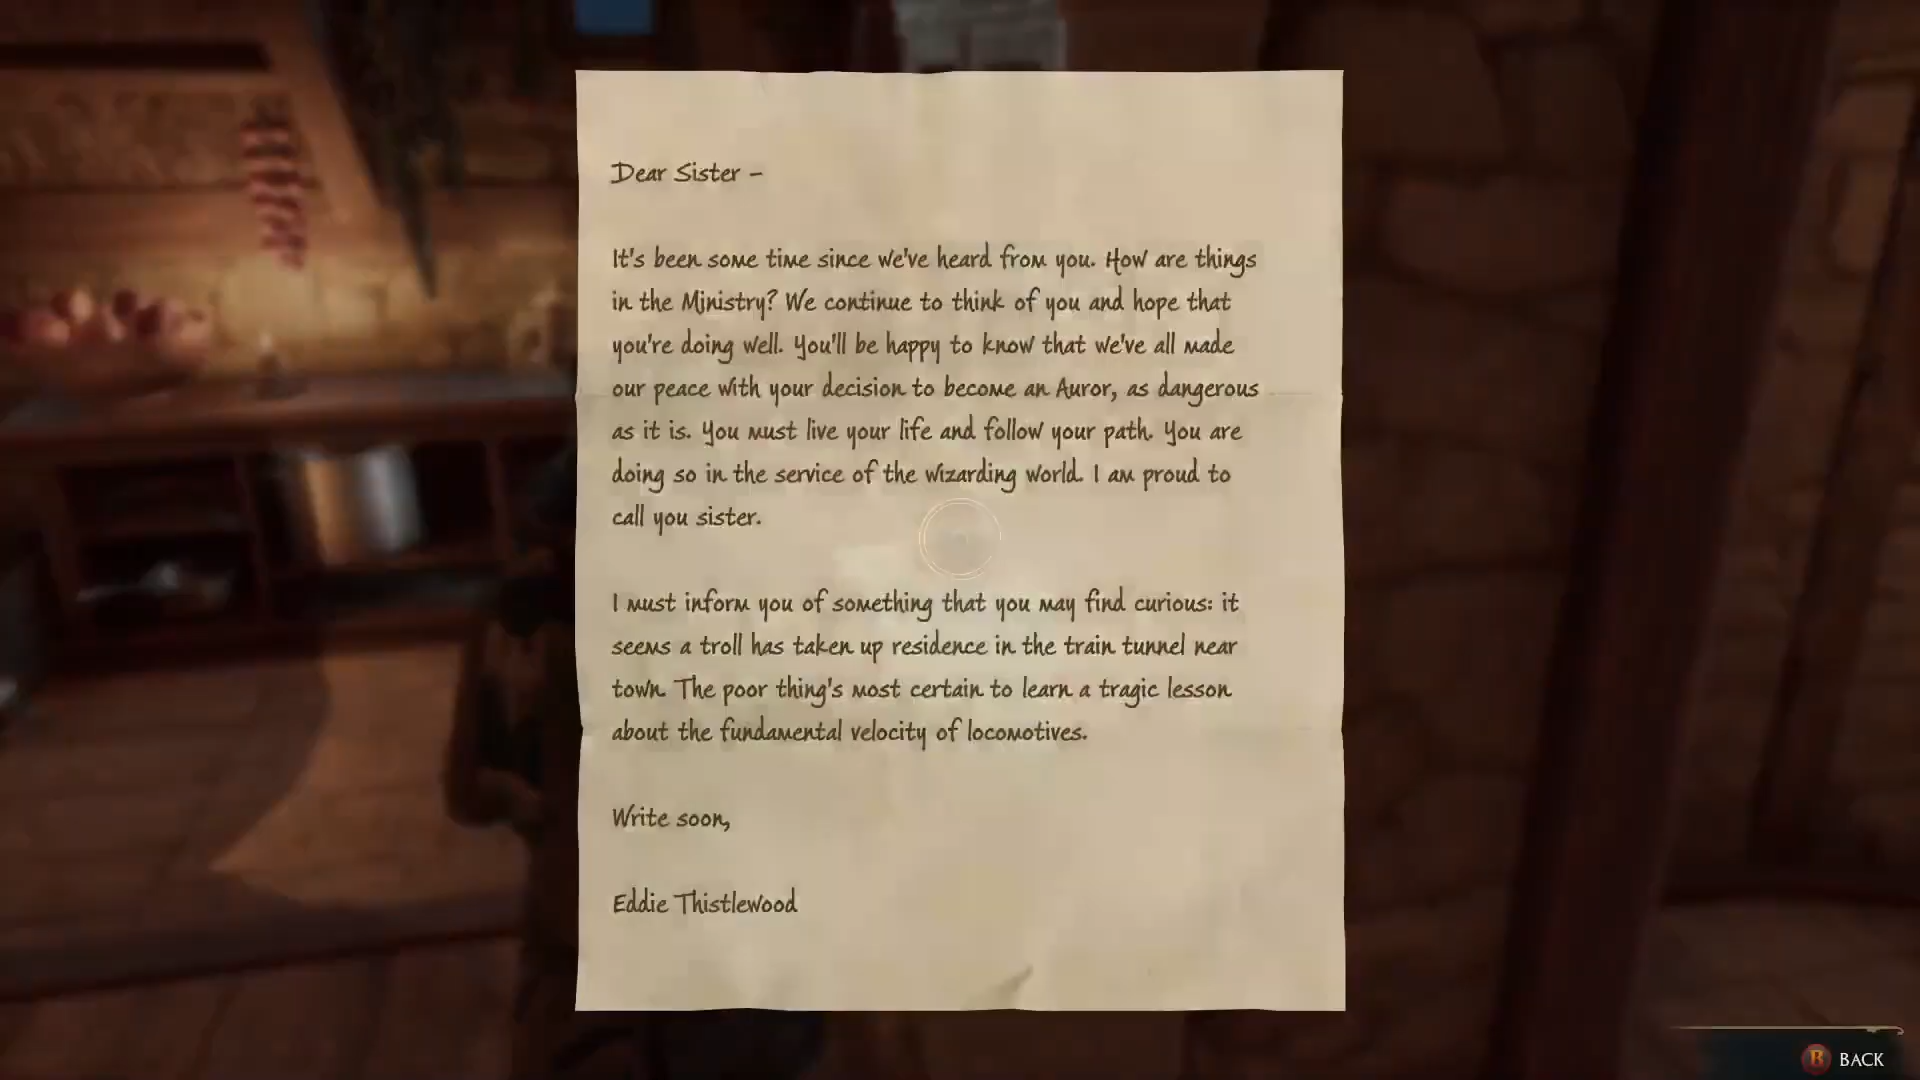 Dear Sister -
It's been some time since we've heard from you. How are things
in the Ministry? We continue to think of you and hope that
you're doing well. You'll be happy to know that we've all made
our peace with your decision to become an Auror, as dangerous
as it is. You must live your life and follow your path. You are
doing so in the service of the wizarding world. I am proud to
call you sister.
I must inform you of something that you may find curious: it
seems a troll has taken up residence in the train tunnel near
town. The poor thing's most certain to learn a tragic lesson
about the fundamental velocity of locomotives.
Write soon,
Eddie Thistlewood
B BACK